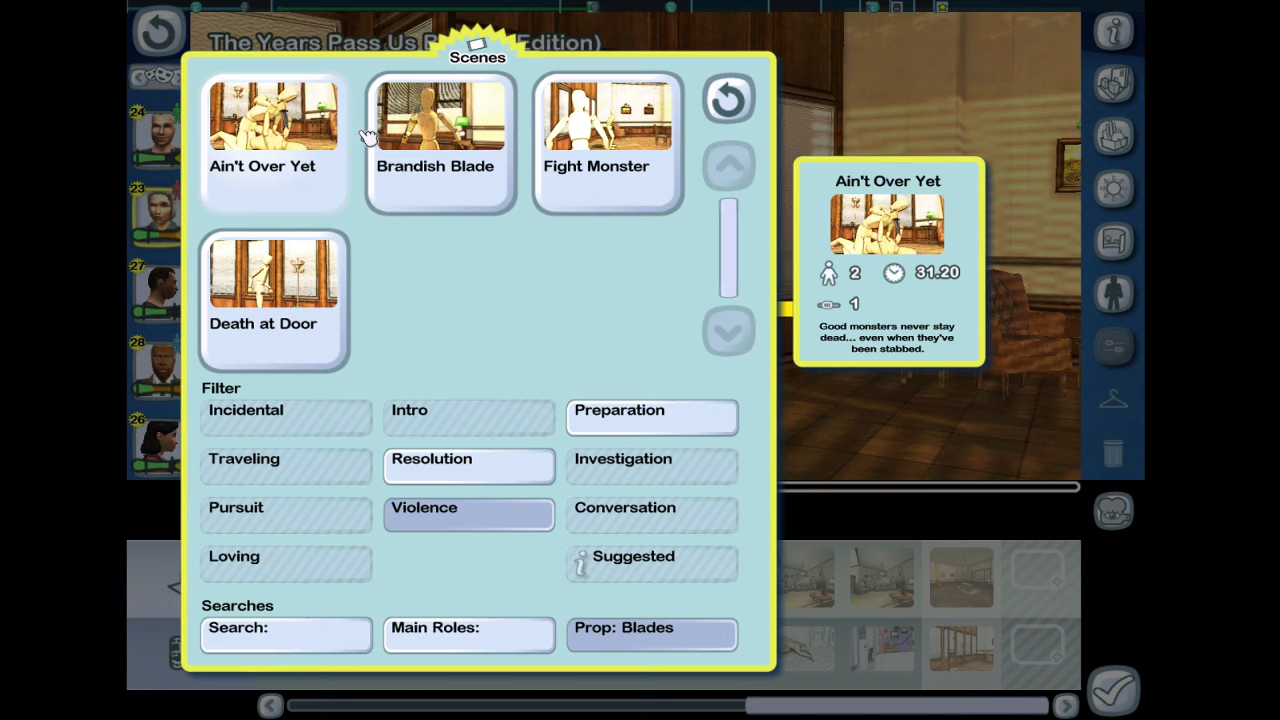 The Years Pass Us
Edition)
Scenes
Ain't Over Yet
Brandish Blade
Fight Monster
Death at Door
Filter
Incidental
Intro
Preparation
Traveling
Resolution
Investigation
Pursuit
Violence
Conversation
Loving
Suggested
Searches
Search:
Main Roles:
Prop: Blades
Ain't Over Yet
2
31.20
1
Good monsters never stay
dead... even when they've
been stabbed.
24
23
27
28
26